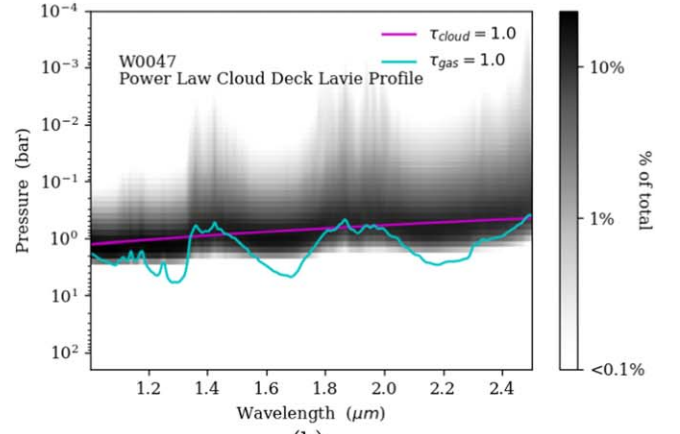 10⁻⁴
10⁻³
10⁻²
10⁻¹
10⁰
10¹
10²
Pressure (bar)
W0047
Power Law Cloud Deck Lavie Profile
τcloud = 1.0
τgas = 1.0
1.2 1.4 1.6 1.8 2.0 2.2 2.4
Wavelength (μm)
10%
1%
<0.1%
% of total